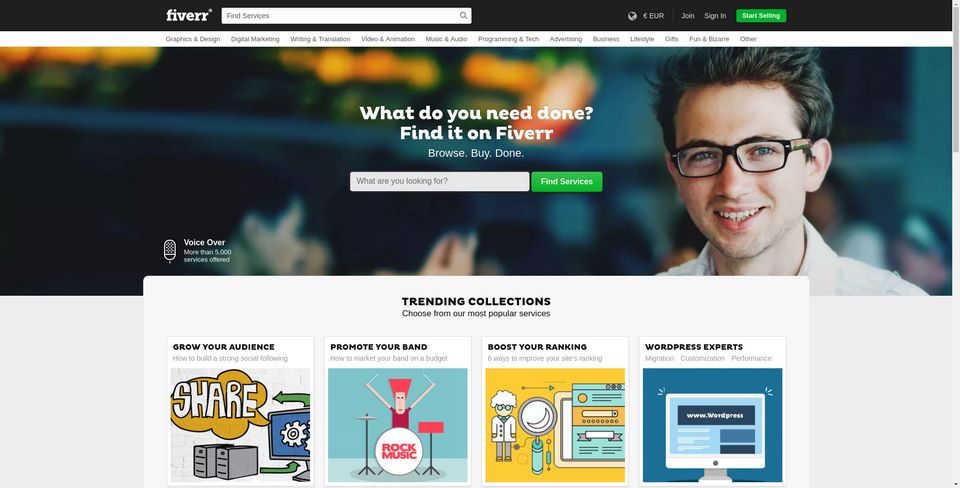 fiverr®
Find Services
€ EUR
Join
Sign In
Start Selling
Graphics & Design
Digital Marketing
Writing & Translation
Video & Animation
Music & Audio
Programming & Tech
Advertising
Business
Lifestyle
Gifts
Fun & Bizarre
Other
What do you need done?
Find it on Fiverr
Browse. Buy. Done.
What are you looking for?
Find Services
Voice Over
More than 5,000
services offered
TRENDING COLLECTIONS
Choose from our most popular services
GROW YOUR AUDIENCE
How to build a strong social following
SHARE
PROMOTE YOUR BAND
How to market your band on a budget
ROCK
MUSIC
BOOST YOUR RANKING
6 ways to improve your site's ranking
WORDPRESS EXPERTS
Migration Customization Performance
www.Wordpress